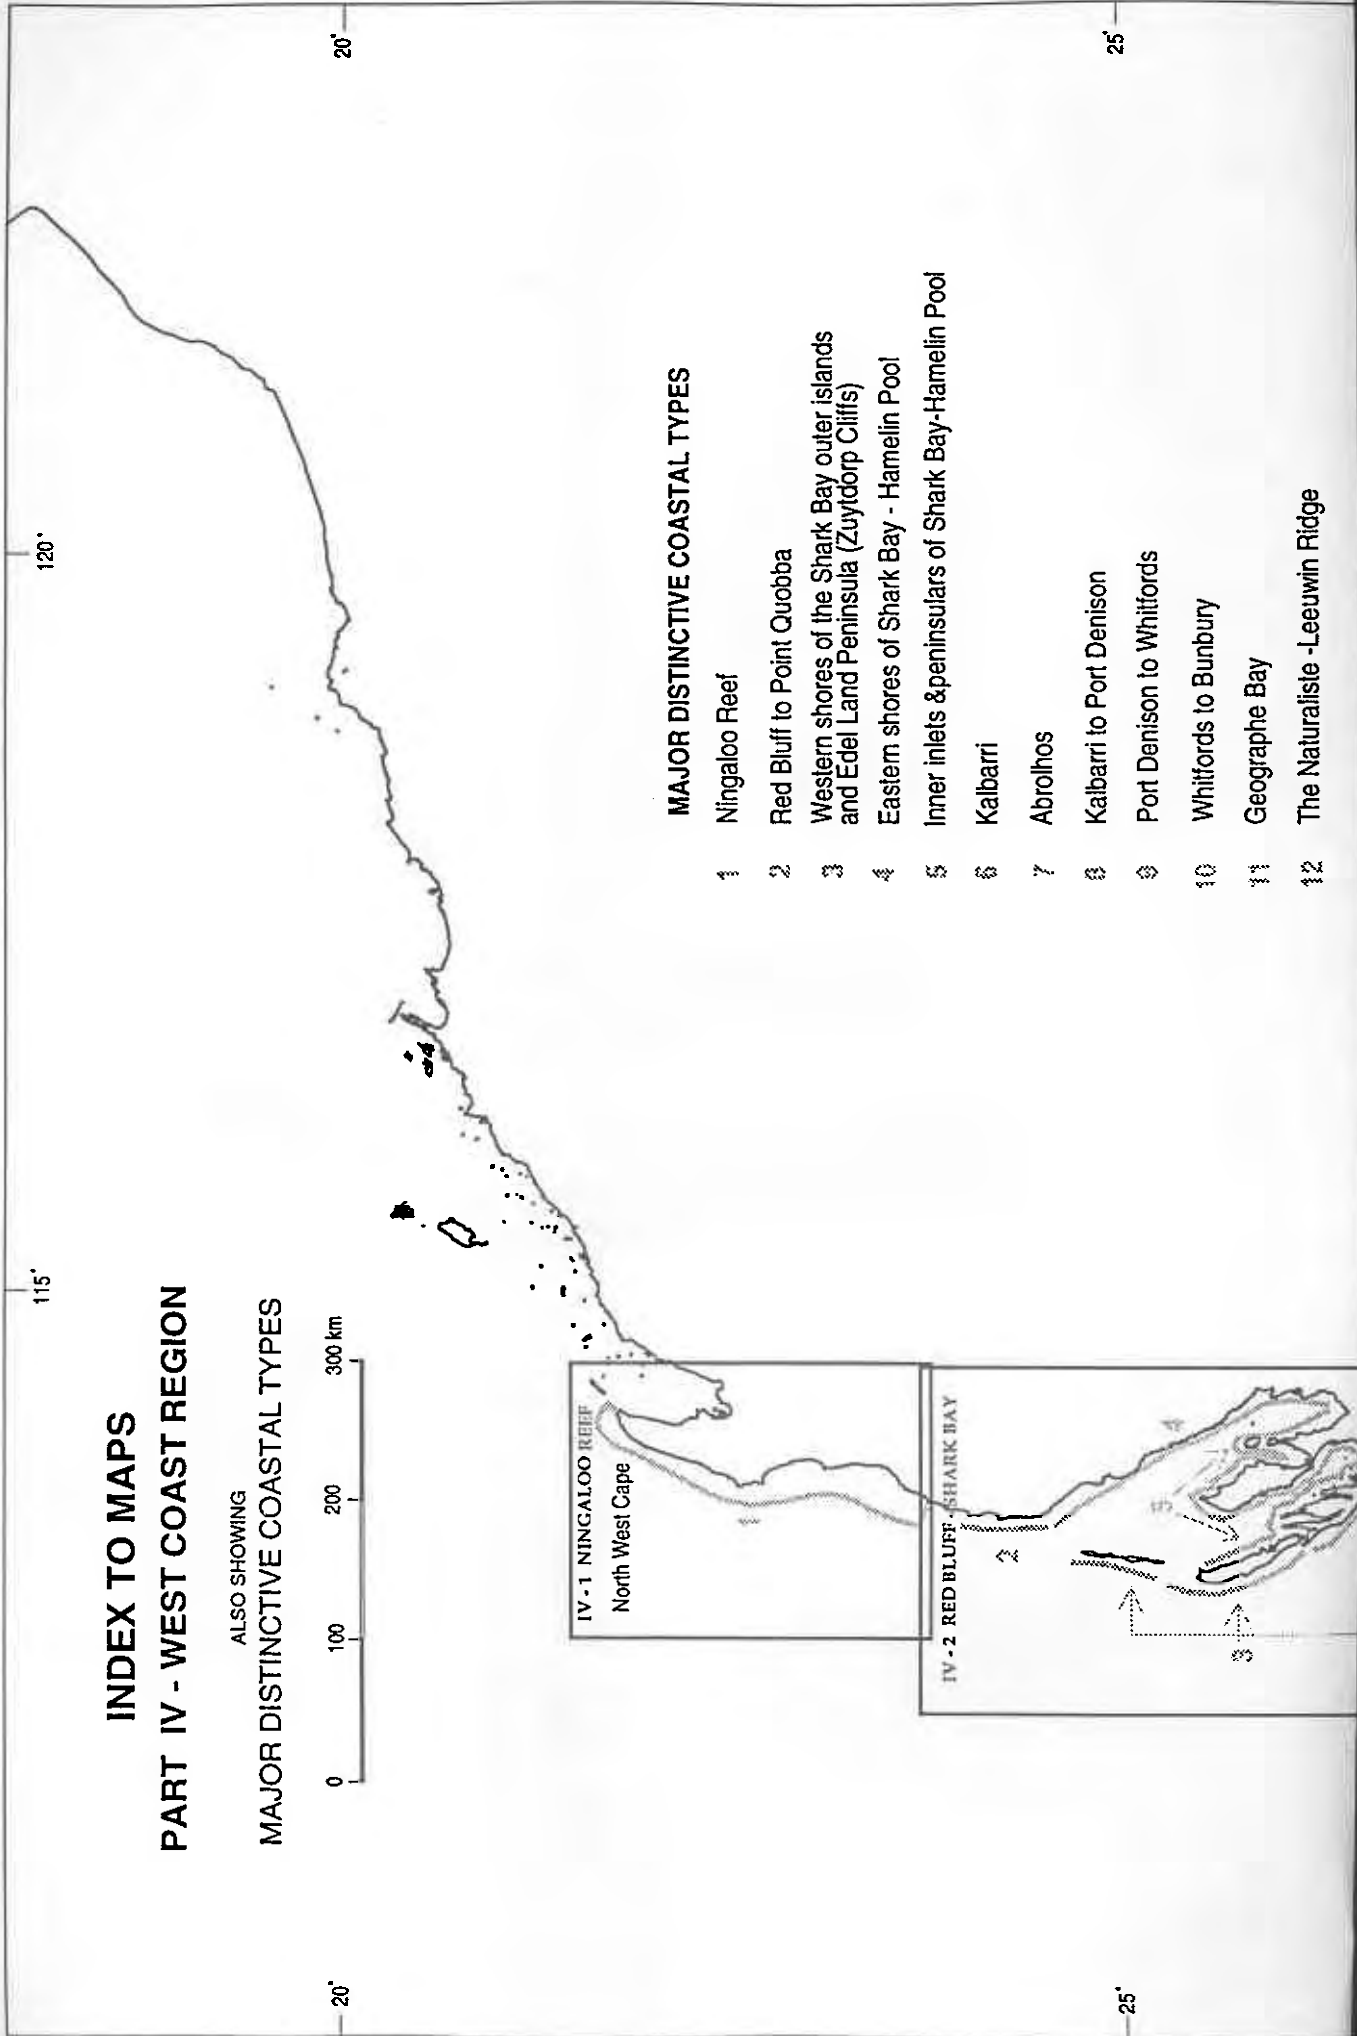 INDEX TO MAPS
PART IV - WEST COAST REGION
ALSO SHOWING
MAJOR DISTINCTIVE COASTAL TYPES
0 100 200 300 km
115°
120°
20°
20°
25°
25°
IV - 1 NINGALOO REEF
North West Cape
1
IV - 2 RED BLUFF - SHARK BAY
2
3
4
5
MAJOR DISTINCTIVE COASTAL TYPES
1 Ningaloo Reef
2 Red Bluff to Point Quobba
3 Western shores of the Shark Bay outer islands
and Edel Land Peninsula (Zuytdorp Cliffs)
4 Eastern shores of Shark Bay - Hamelin Pool
5 Inner inlets &peninsulars of Shark Bay-Hamelin Pool
6 Kalbarri
7 Abrolhos
8 Kalbarri to Port Denison
9 Port Denison to Whitfords
10 Whitfords to Bunbury
11 Geographe Bay
12 The Naturaliste -Leeuwin Ridge